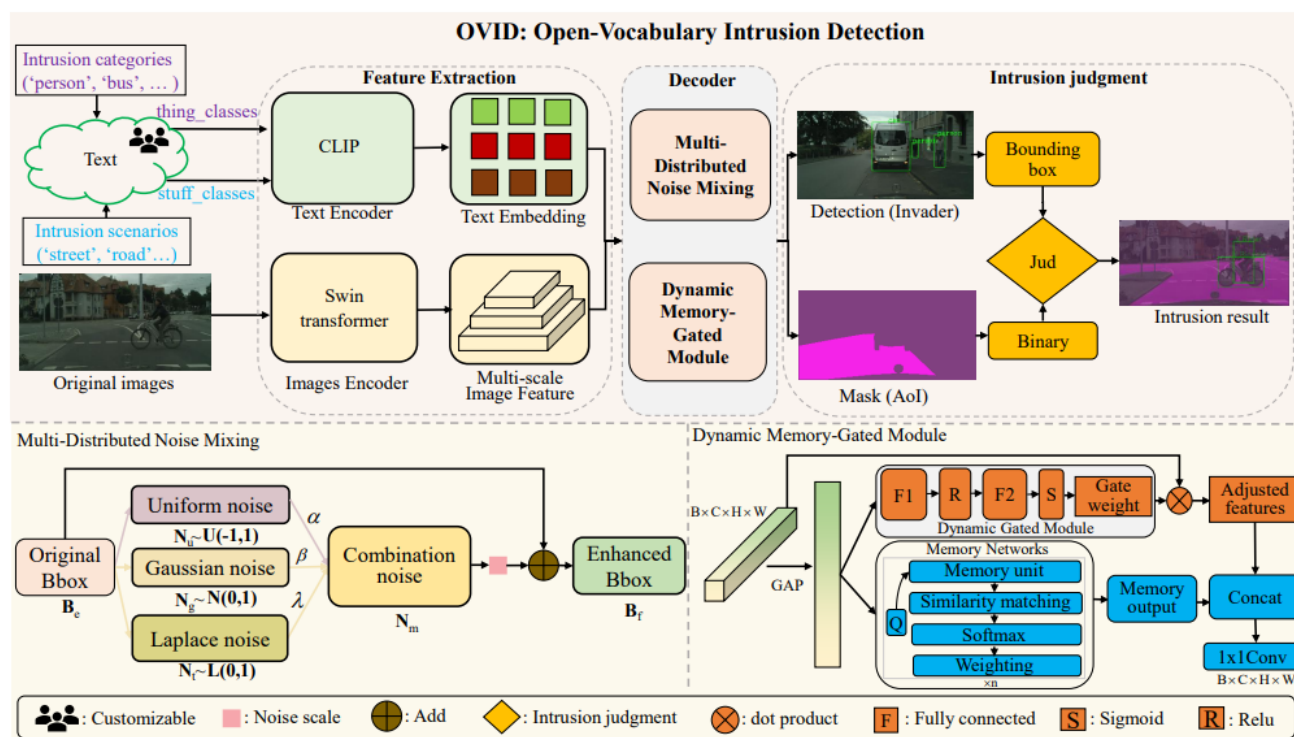 OVID: Open-Vocabulary Intrusion Detection
Intrusion categories
(‘person’, ‘bus’, … )
thing_classes
Text
stuff_classes
Intrusion scenarios
(‘street’, ‘road’…)
Original images
Feature Extraction
CLIP
Text Encoder
Text Embedding
Swin
transformer
Images Encoder
Multi-scale
Image Feature
Decoder
Multi-
Distributed
Noise Mixing
Dynamic
Memory-
Gated
Module
Intrusion judgment
Detection (Invader)
Bounding
box
Jud
Binary
Mask (AoI)
Intrusion result
Multi-Distributed Noise Mixing
Original
Bbox
B_e
Uniform noise
N_u~U(-1,1)
Gaussian noise
N_g~N(0,1)
Laplace noise
N_t~L(0,1)
α
β
λ
Combination
noise
N_m
Enhanced
Bbox
B_f
Dynamic Memory-Gated Module
B×C×H×W
GAP
F1
R
F2
S
Gate
weight
Dynamic Gated Module
Adjusted
features
Memory Networks
Q
Memory unit
Similarity matching
Softmax
Weighting
×n
Memory
output
Concat
1x1Conv
B×C×H×W
: Customizable
: Noise scale
: Add
: Intrusion judgment
: dot product
F : Fully connected
S : Sigmoid
R : Relu